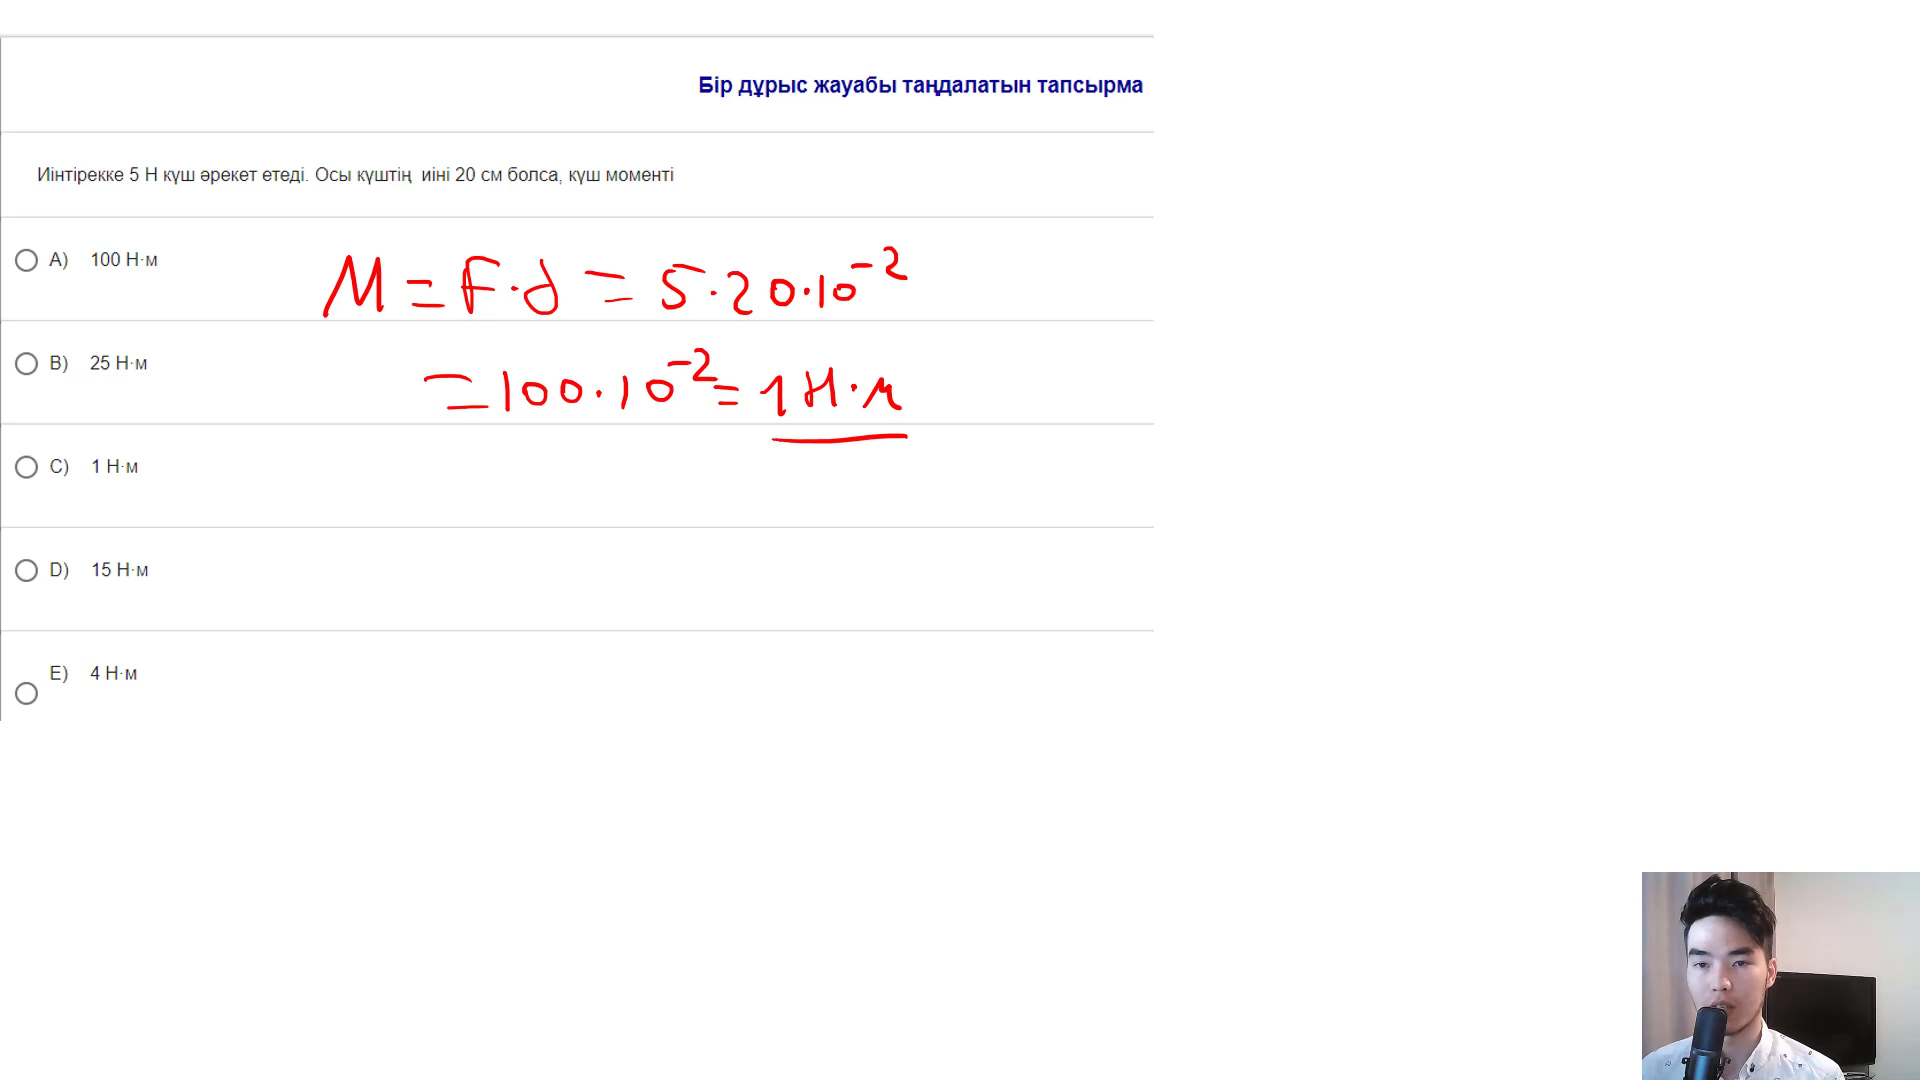 Бір дұрыс жауабы таңдалатын тапсырма
Иінтірекке 5 Н күш әрекет етеді. Осы күштің иіні 20 см болса, күш моменті
A) 100 Н·м
M = F·d = 5·20·10^-2
B) 25 Н·м
= 100·10^-2 = 1 Н·м
C) 1 Н·м
D) 15 Н·м
E) 4 Н·м